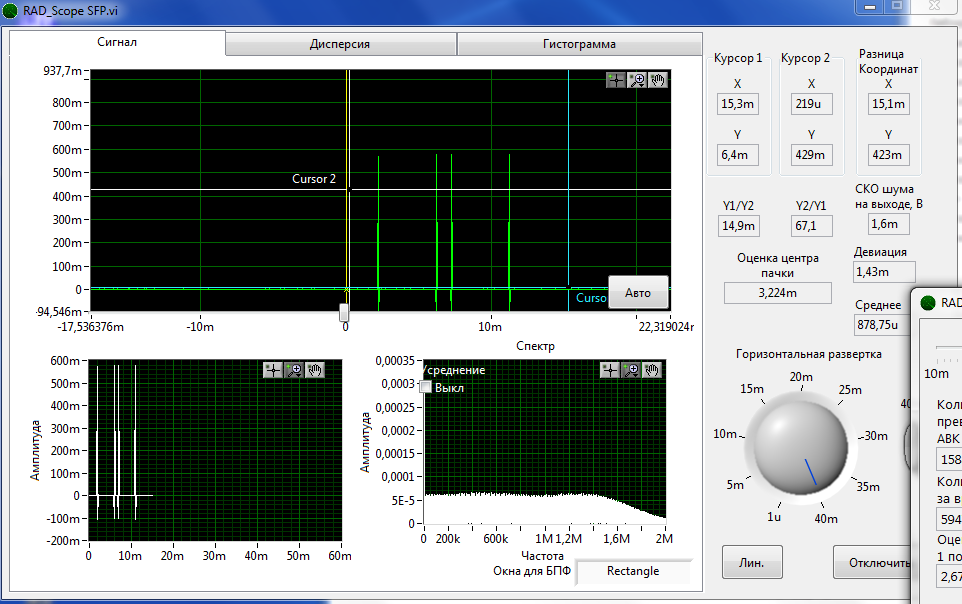 RAD_Scope SFP.vi
Сигнал
Дисперсия
Гистограмма
937,7m
800m
700m
600m
500m
400m
300m
200m
100m
0
-94,546m
-17,536376m
-10m
0
10m
22,319024m
Cursor 2
Curso
Авто
Курсор 1
X
15,3m
Y
6,4m
Курсор 2
X
219u
Y
429m
Разница
Координат
X
15,1m
Y
423m
Y1/Y2
14,9m
Y2/Y1
67,1
СКО шума
на выходе, В
1,6m
Оценка центра
пачки
3,224m
Девиация
1,43m
Среднее
878,75u
Горизонтальная развертка
1u
5m
10m
15m
20m
25m
30m
35m
40m
Лин.
Отключить
Амплитуда
600m
500m
400m
300m
200m
100m
0
-100m
-200m
0
10m
20m
30m
40m
50m
60m
Спектр
Усреднение
Выкл
Амплитуда
0,00035
0,0003
0,00025
0,0002
0,00015
0,0001
5E-5
0
0
200k
600k
1M
1,2M
1,6M
2M
Частота
Окна для БПФ
Rectangle
RAD
10m
40
Коли
прев
АВК
158
Коли
за ва
594
Оце
1 по
2,67